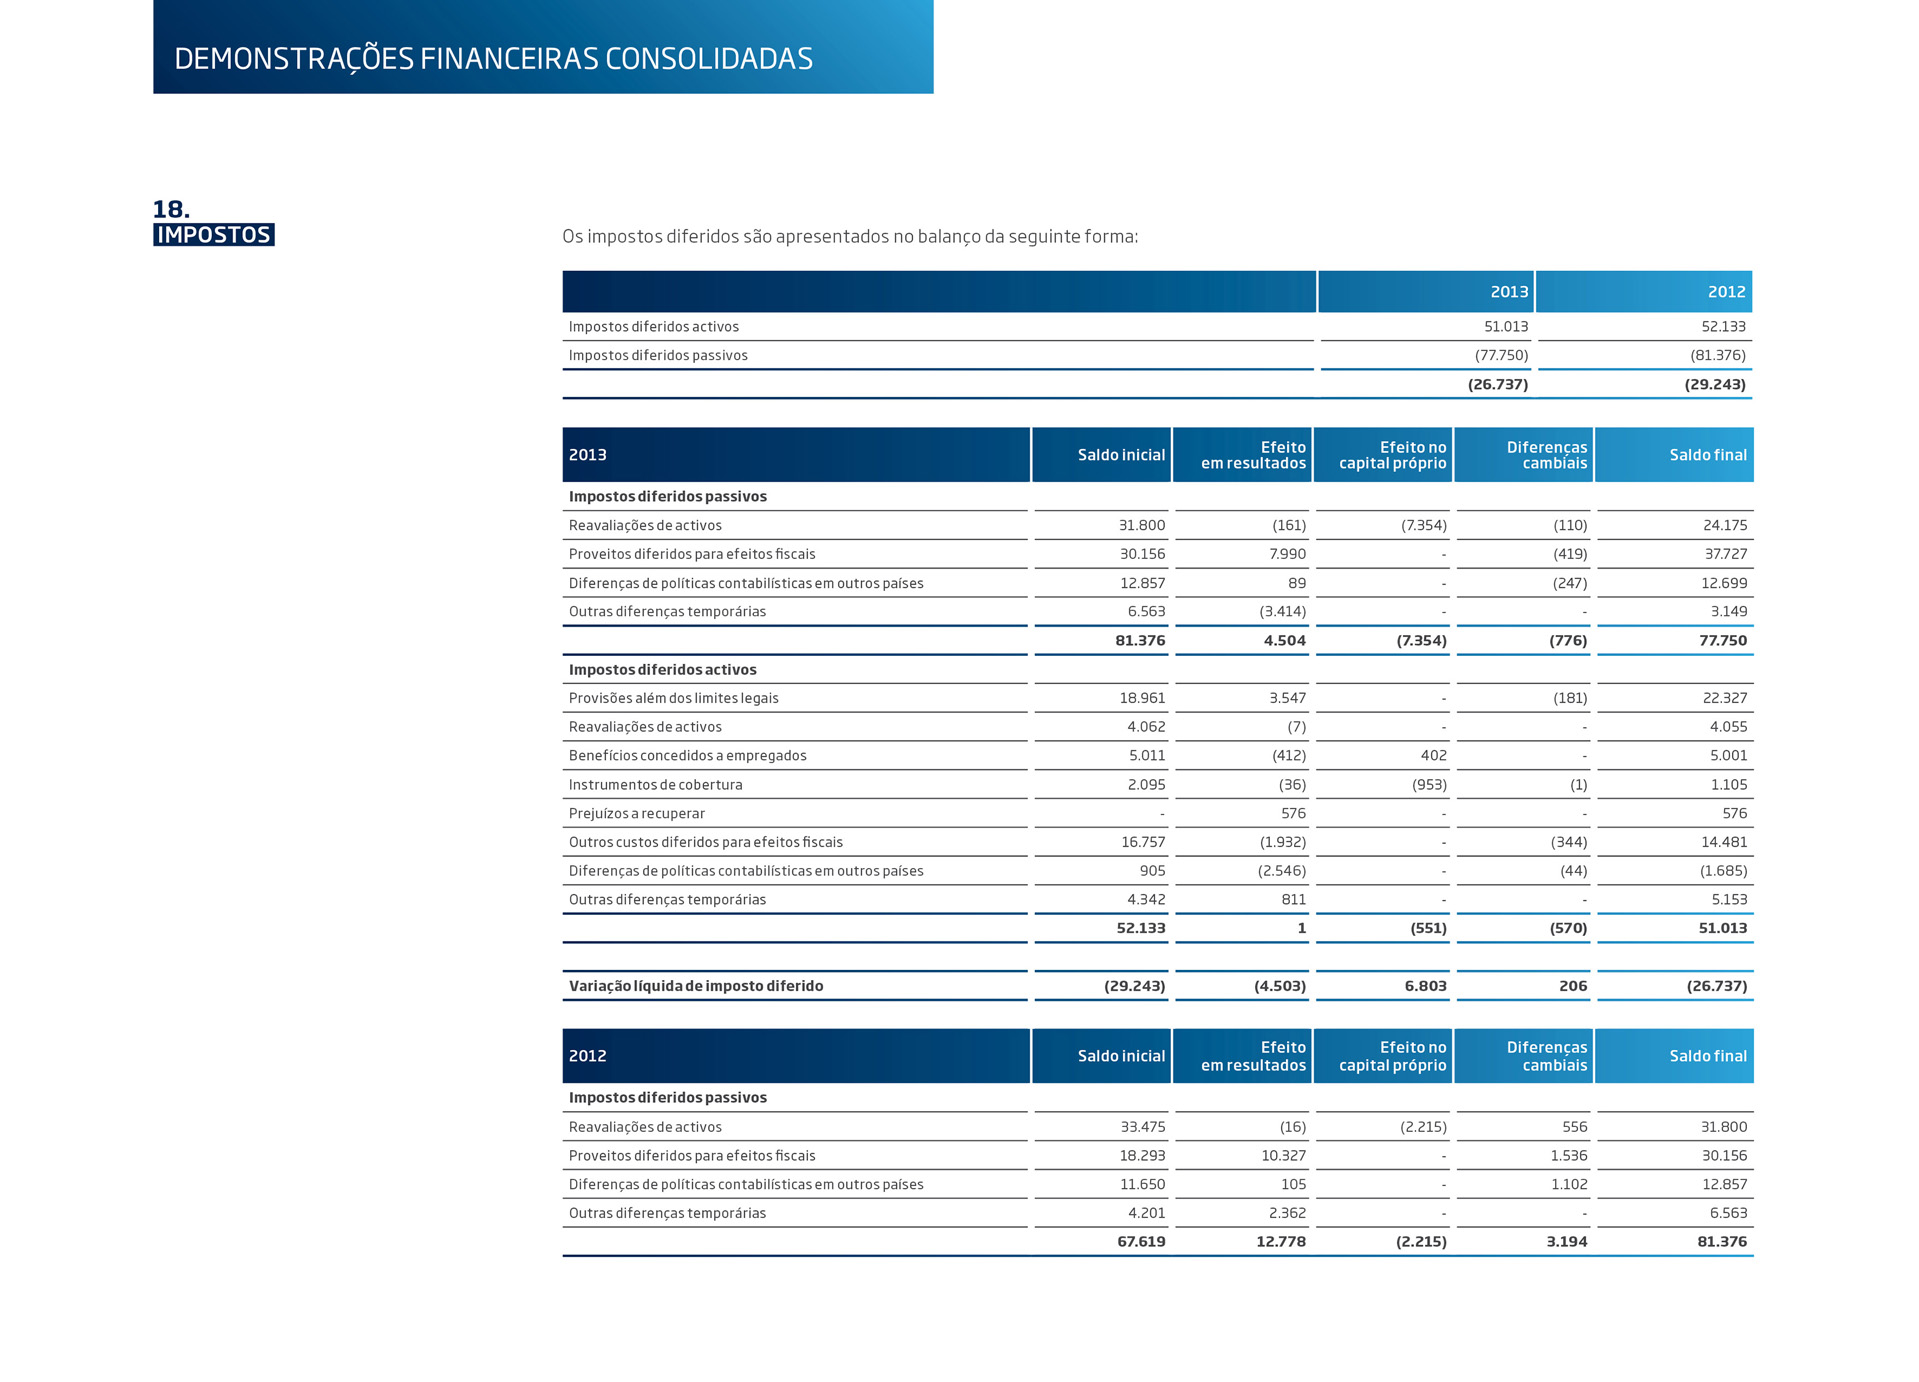 DEMONSTRAÇÕES FINANCEIRAS CONSOLIDADAS
18.
IMPOSTOS
Os impostos diferidos são apresentados no balanço da seguinte forma:
2013 2012
Impostos diferidos activos 51.013 52.133
Impostos diferidos passivos (77.750) (81.376)
(26.737) (29.243)
2013 Saldo inicial Efeito em resultados Efeito no capital próprio Diferenças cambiais Saldo final
Impostos diferidos passivos
Reavaliações de activos 31.800 (161) (7.354) (110) 24.175
Proveitos diferidos para efeitos fiscais 30.156 7.990 - (419) 37.727
Diferenças de políticas contabilísticas em outros países 12.857 89 - (247) 12.699
Outras diferenças temporárias 6.563 (3.414) - - 3.149
81.376 4.504 (7.354) (776) 77.750
Impostos diferidos activos
Provisões além dos limites legais 18.961 3.547 - (181) 22.327
Reavaliações de activos 4.062 (7) - - 4.055
Benefícios concedidos a empregados 5.011 (412) 402 - 5.001
Instrumentos de cobertura 2.095 (36) (953) (1) 1.105
Prejuízos a recuperar - 576 - - 576
Outros custos diferidos para efeitos fiscais 16.757 (1.932) - (344) 14.481
Diferenças de políticas contabilísticas em outros países 905 (2.546) - (44) (1.685)
Outras diferenças temporárias 4.342 811 - - 5.153
52.133 1 (551) (570) 51.013
Variação líquida de imposto diferido (29.243) (4.503) 6.803 206 (26.737)
2012 Saldo inicial Efeito em resultados Efeito no capital próprio Diferenças cambiais Saldo final
Impostos diferidos passivos
Reavaliações de activos 33.475 (16) (2.215) 556 31.800
Proveitos diferidos para efeitos fiscais 18.293 10.327 - 1.536 30.156
Diferenças de políticas contabilísticas em outros países 11.650 105 - 1.102 12.857
Outras diferenças temporárias 4.201 2.362 - - 6.563
67.619 12.778 (2.215) 3.194 81.376